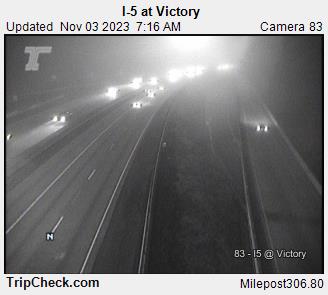 I-5 at Victory
Updated Nov 03 2023 7:16 AM Camera 83
T
N
83 - I5 @ Victory
TripCheck.com Milepost306.80